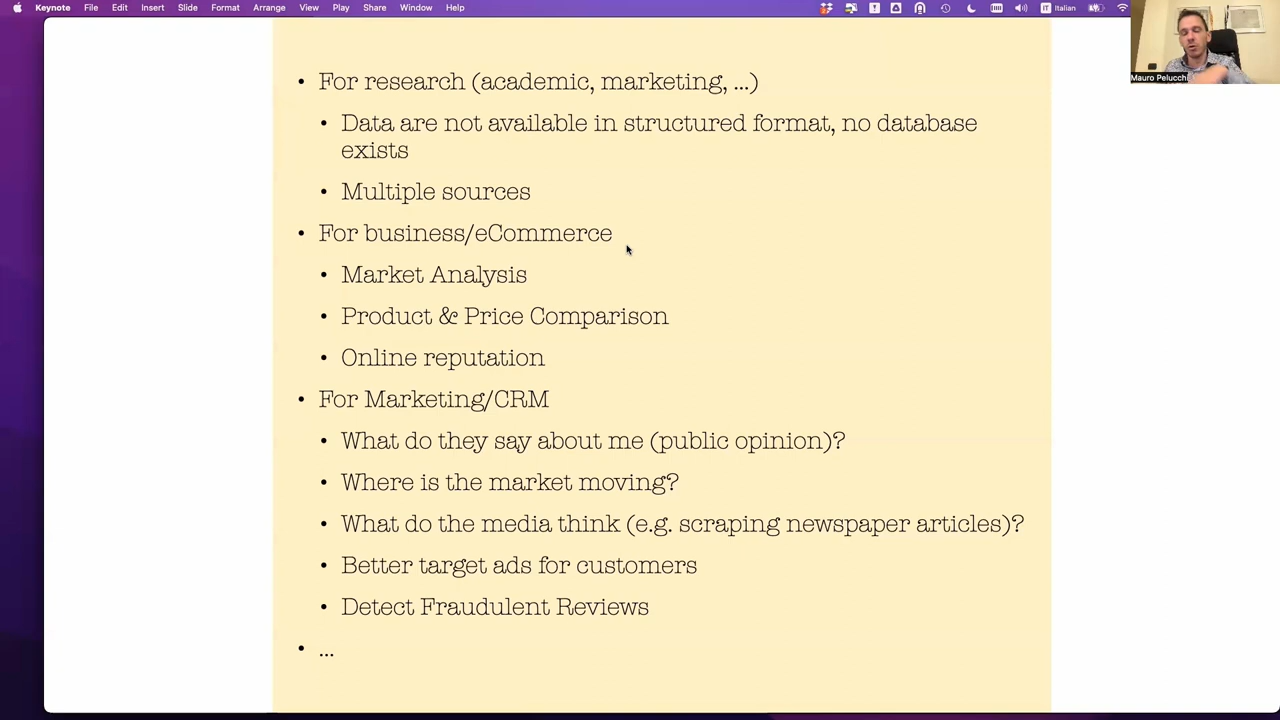 Keynote File Edit Insert Slide Format Arrange View Play Share Window Help IT Italian
Mauro Pelucchi
• For research (academic, marketing, ...)
• Data are not available in structured format, no database
exists
• Multiple sources
• For business/eCommerce
• Market Analysis
• Product & Price Comparison
• Online reputation
• For Marketing/CRM
• What do they say about me (public opinion)?
• Where is the market moving?
• What do the media think (e.g. scraping newspaper articles)?
• Better target ads for customers
• Detect Fraudulent Reviews
• ...